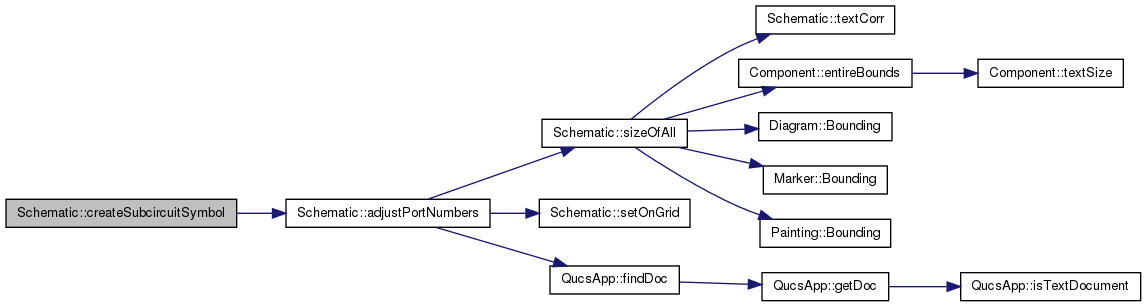 Schematic::textCorr
Component::entireBounds
Component::textSize
Schematic::sizeOfAll
Diagram::Bounding
Marker::Bounding
Schematic::createSubcircuitSymbol
Schematic::adjustPortNumbers
Schematic::setOnGrid
Painting::Bounding
QucsApp::findDoc
QucsApp::getDoc
QucsApp::isTextDocument